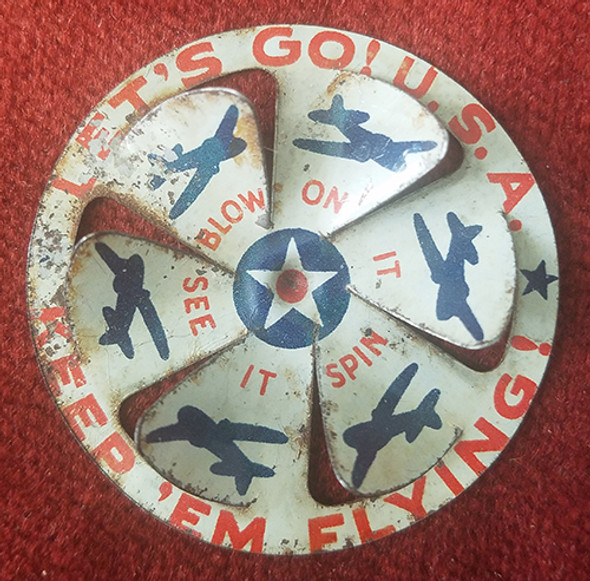 LET'S GO! U.S.A.
KEEP 'EM FLYING!
BLOW ON IT
SEE IT SPIN